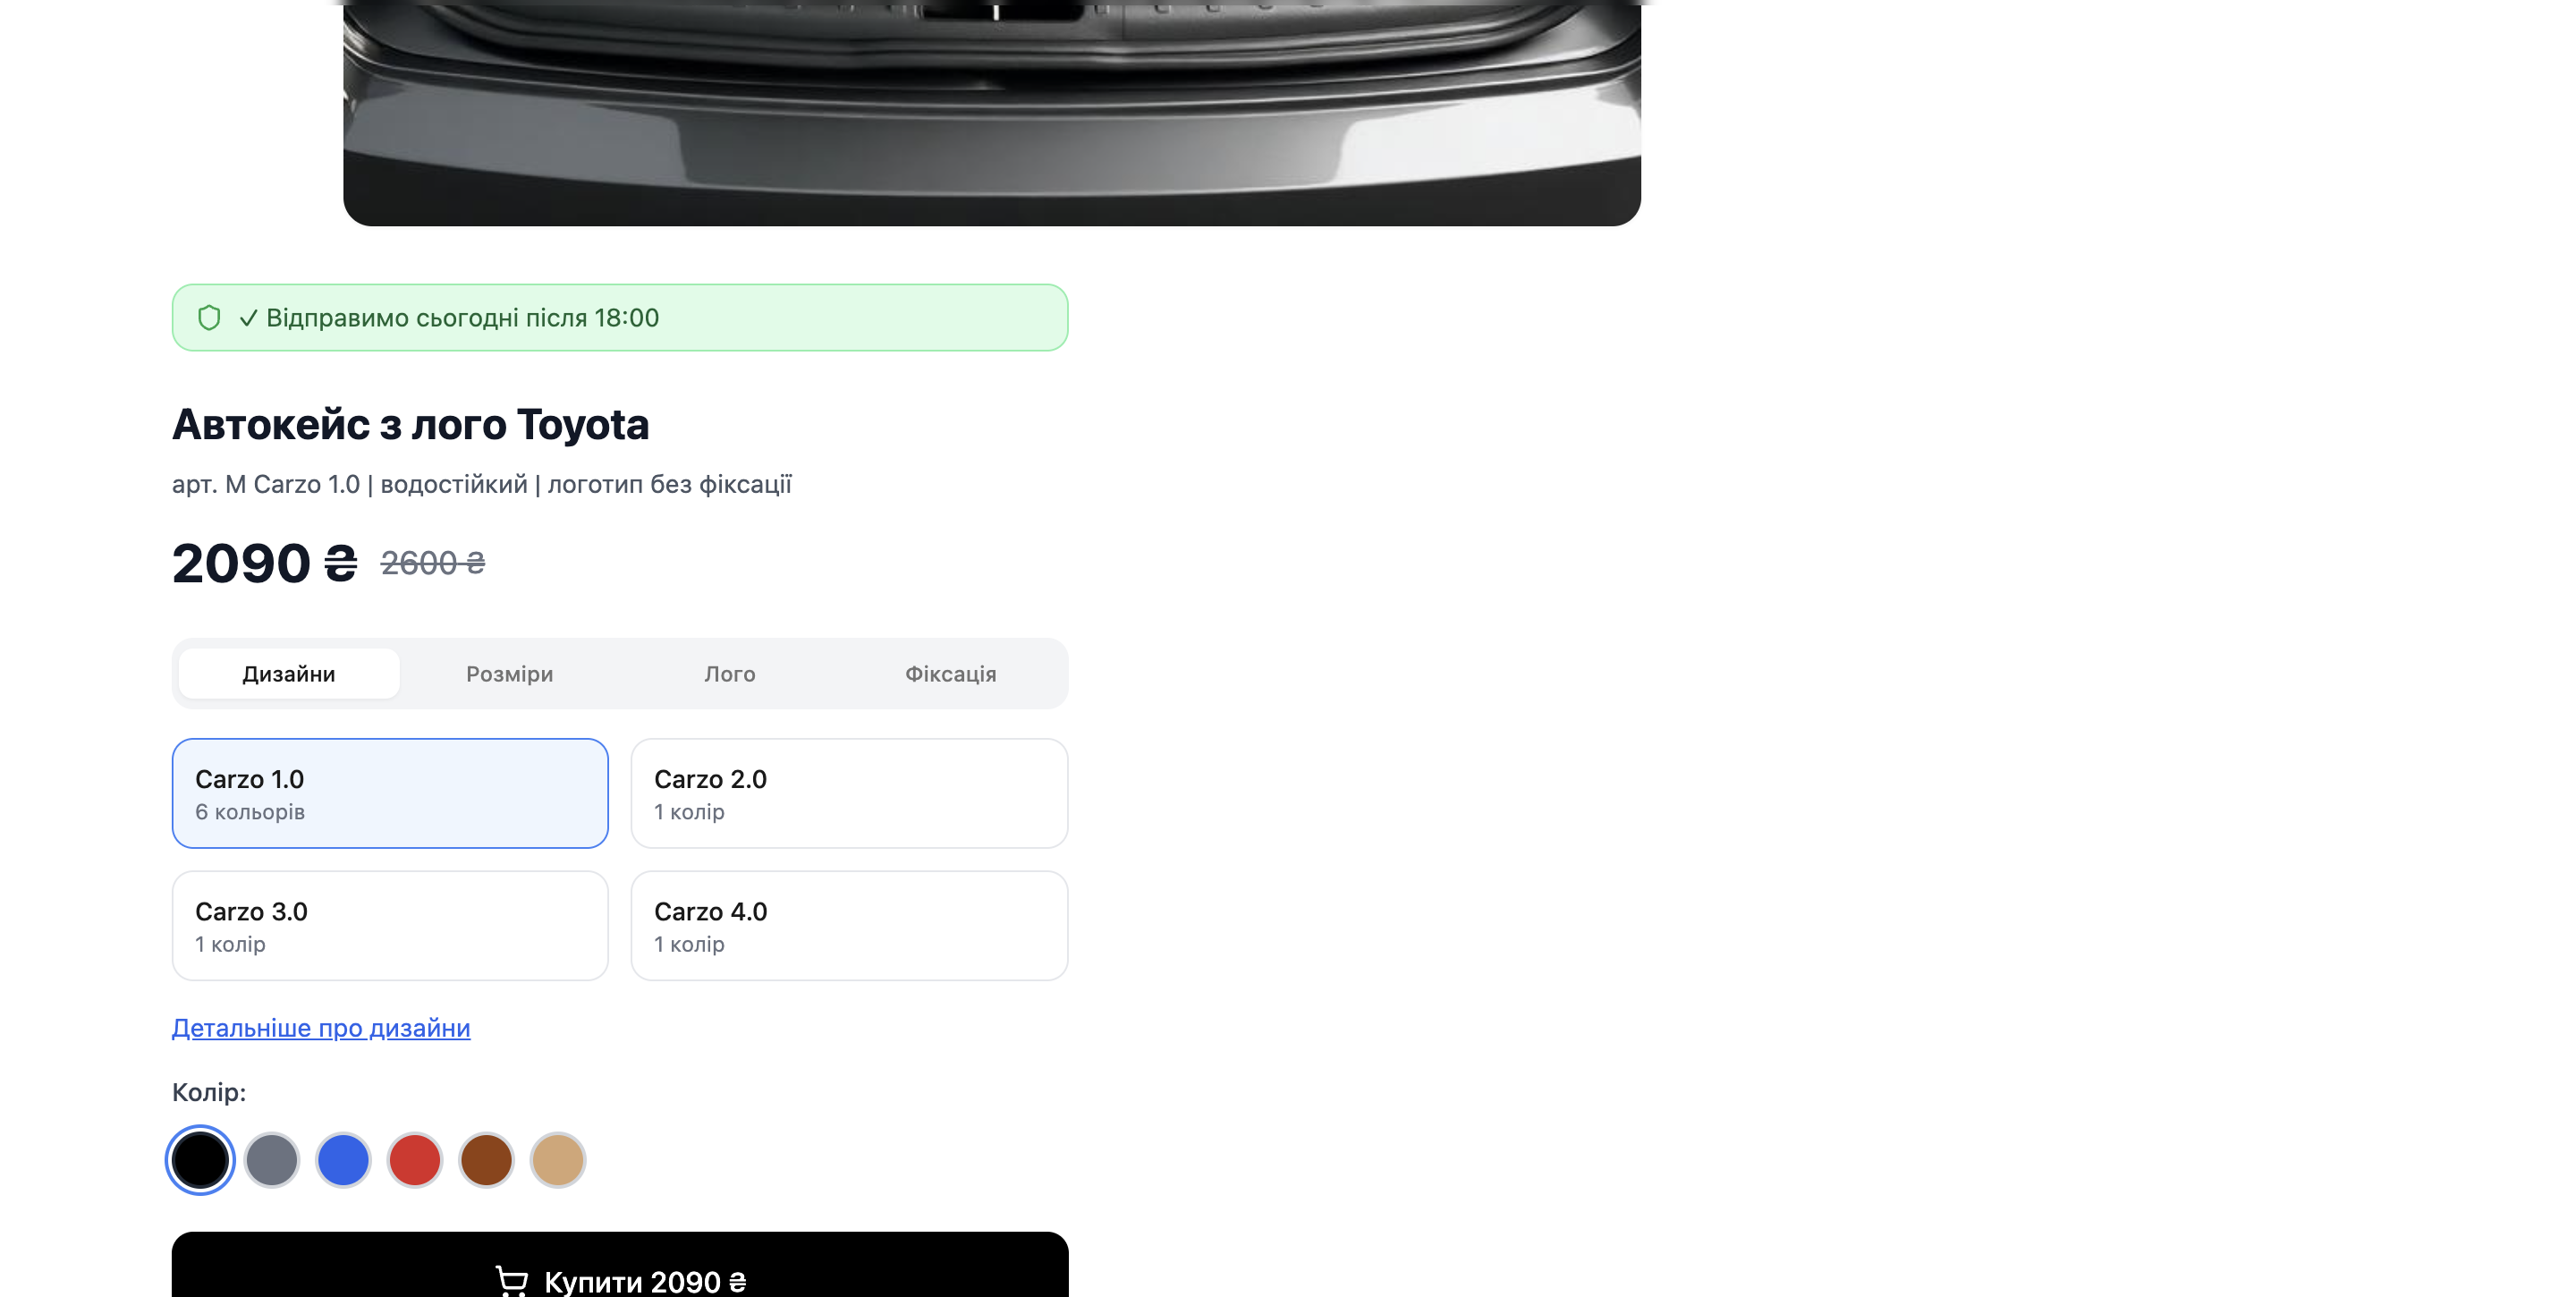 ✓ Відправимо сьогодні після 18:00
Автокейс з лого Toyota
арт. M Carzo 1.0 | водостійкий | логотип без фіксації
2090 ₴ 2600 ₴
Дизайни Розміри Лого Фіксація
Carzo 1.0 Carzo 2.0
6 кольорів 1 колір
Carzo 3.0 Carzo 4.0
1 колір 1 колір
Детальніше про дизайни
Колір:
Купити 2090 ₴